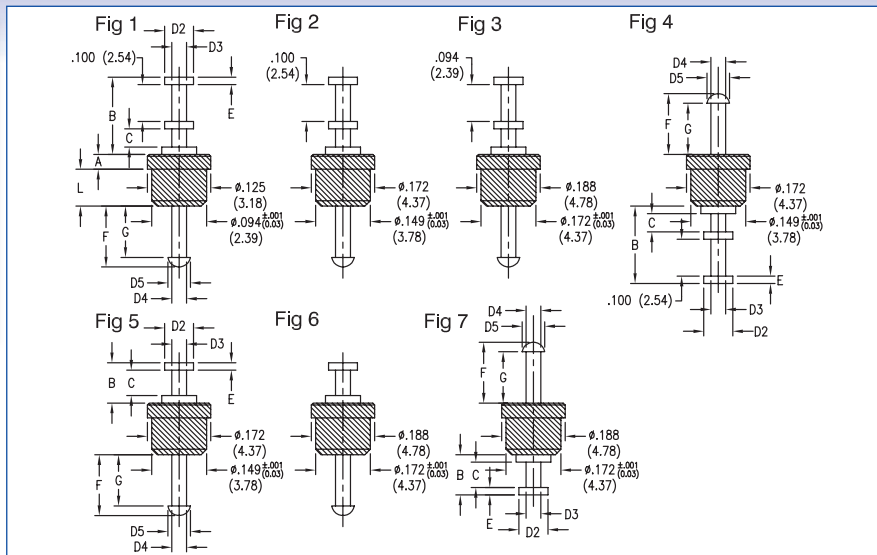 Fig 1
D2
D3
.100 (2.54)
B
E
C
A
L
ø.125
(3.18)
ø.094 ±.001 (0.03)
(2.39)
F
G
D5
D4
Fig 2
.100
(2.54)
ø.172
(4.37)
ø.149 ±.001 (0.03)
(3.78)
Fig 3
.094
(2.39)
ø.188
(4.78)
ø.172 ±.001 (0.03)
(4.37)
Fig 4
D4
D5
F
G
ø.172
(4.37)
ø.149 ±.001 (0.03)
(3.78)
C
B
E
.100 (2.54)
D3
D2
Fig 5
D2
D3
B
C
E
ø.172
(4.37)
ø.149 ±.001 (0.03)
(3.78)
F
G
D5
D4
Fig 6
ø.188
(4.78)
ø.172 ±.001 (0.03)
(4.37)
Fig 7
D4
D5
F
G
ø.188
(4.78)
ø.172 ±.001 (0.03)
(4.37)
B
C
E
D3
D2